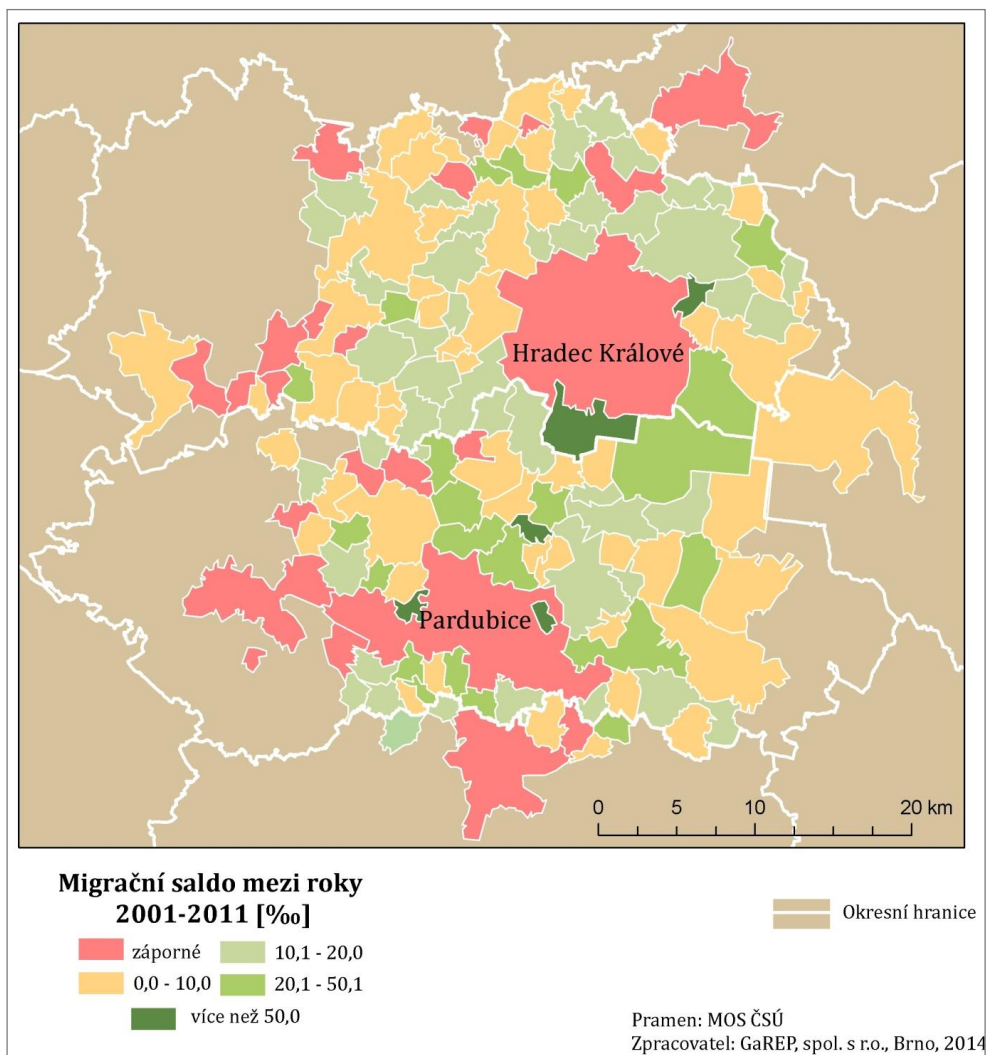 Hradec Králové
Pardubice
0 5 10 20 km
Migrační saldo mezi roky
2001-2011 [‰]
záporné
10,1 - 20,0
0,0 - 10,0
20,1 - 50,1
více než 50,0
Okresní hranice
Pramen: MOS ČSÚ
Zpracovatel: GaREP, spol. s r.o., Brno, 2014